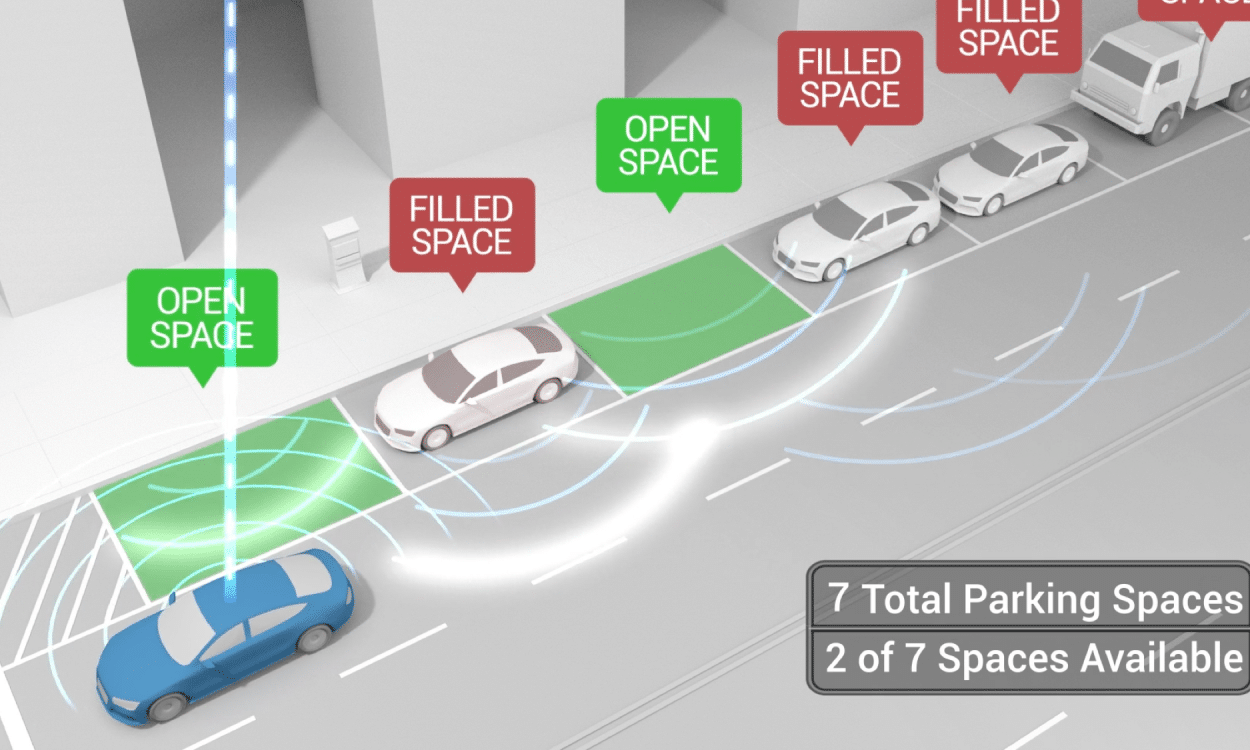 SPACE
FILLED
SPACE
FILLED
SPACE
OPEN
SPACE
FILLED
SPACE
OPEN
SPACE
7 Total Parking Spaces
2 of 7 Spaces Available